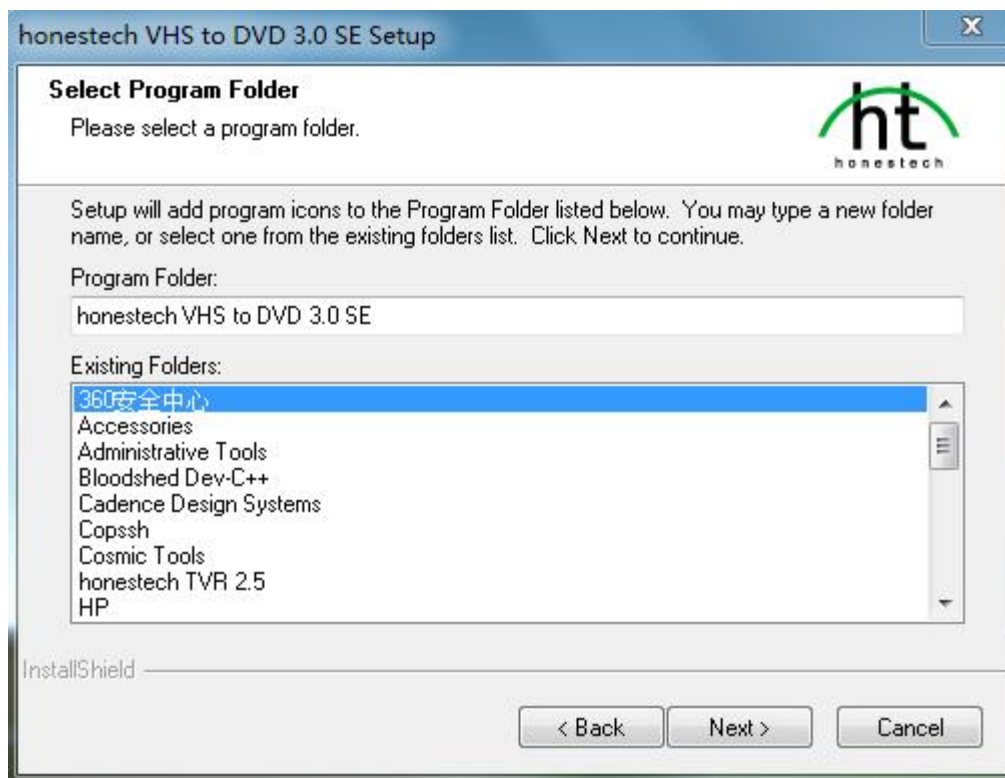 honestech VHS to DVD 3.0 SE Setup
Select Program Folder
Please select a program folder.
ht
honestech
Setup will add program icons to the Program Folder listed below.  You may type a new folder
name, or select one from the existing folders list.  Click Next to continue.
Program Folder:
honestech VHS to DVD 3.0 SE
Existing Folders:
360安全中心
Accessories
Administrative Tools
Bloodshed Dev-C++
Cadence Design Systems
Copssh
Cosmic Tools
honestech TVR 2.5
HP
InstallShield
< Back
Next >
Cancel